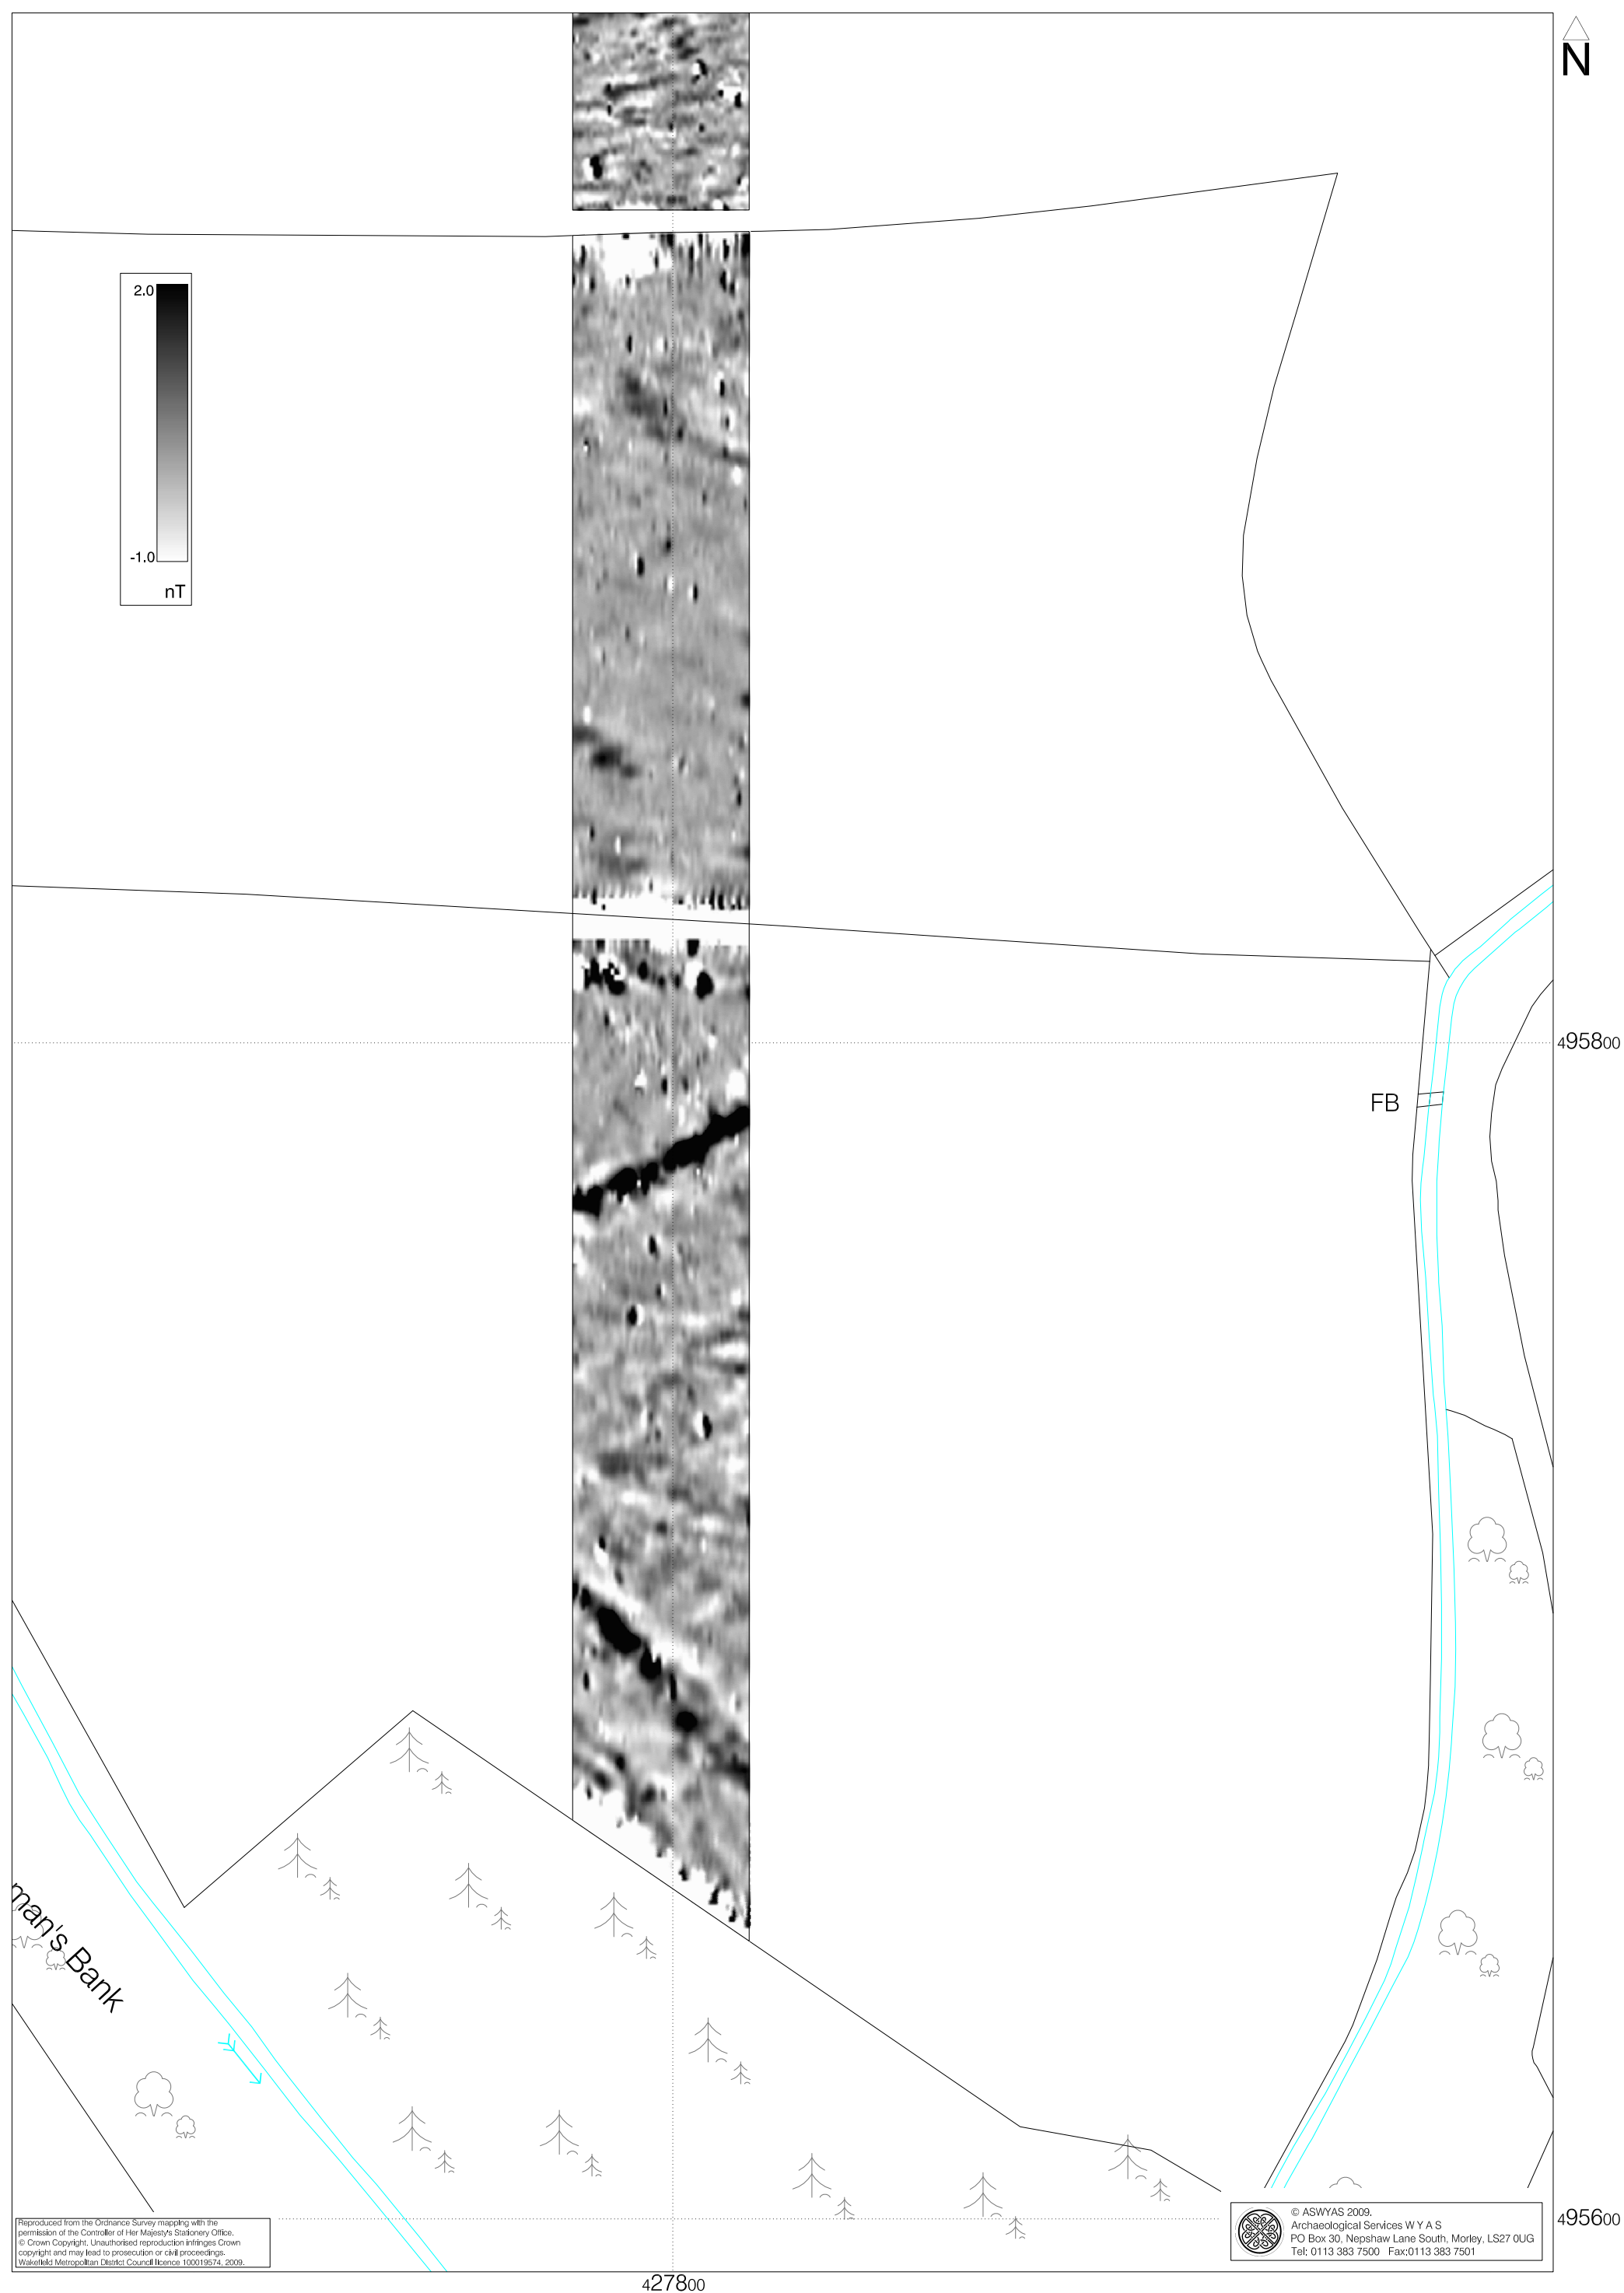 N
2.0
-1.0
nT
495800
FB
man's Bank
Reproduced from the Ordnance Survey mapping with the
permission of the Controller of Her Majesty's Stationery Office.
© Crown Copyright. Unauthorised reproduction infringes Crown
copyright and may lead to prosecution or civil proceedings.
Wakefield Metropolitan District Council licence 100019574, 2009.
© ASWYAS 2009.
Archaeological Services W Y A S
PO Box 30, Nepshaw Lane South, Morley, LS27 0UG
Tel: 0113 383 7500 Fax:0113 383 7501
495600
427800